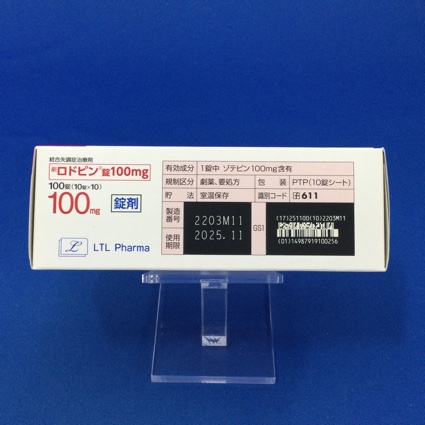 統合失調症治療剤
劇 ロドピン®錠100mg
100錠(10錠×10)
100mg 錠剤
LTL Pharma
有効成分 1錠中 ゾテピン100mg含有
規制区分 劇薬、要処方 包装 PTP(10錠シート)
貯法 室温保存 識別コード 611
製造番号 2203M11
使用期限 2025.11
GS1
(17)251100(10)2203M11
(01)14987919100256